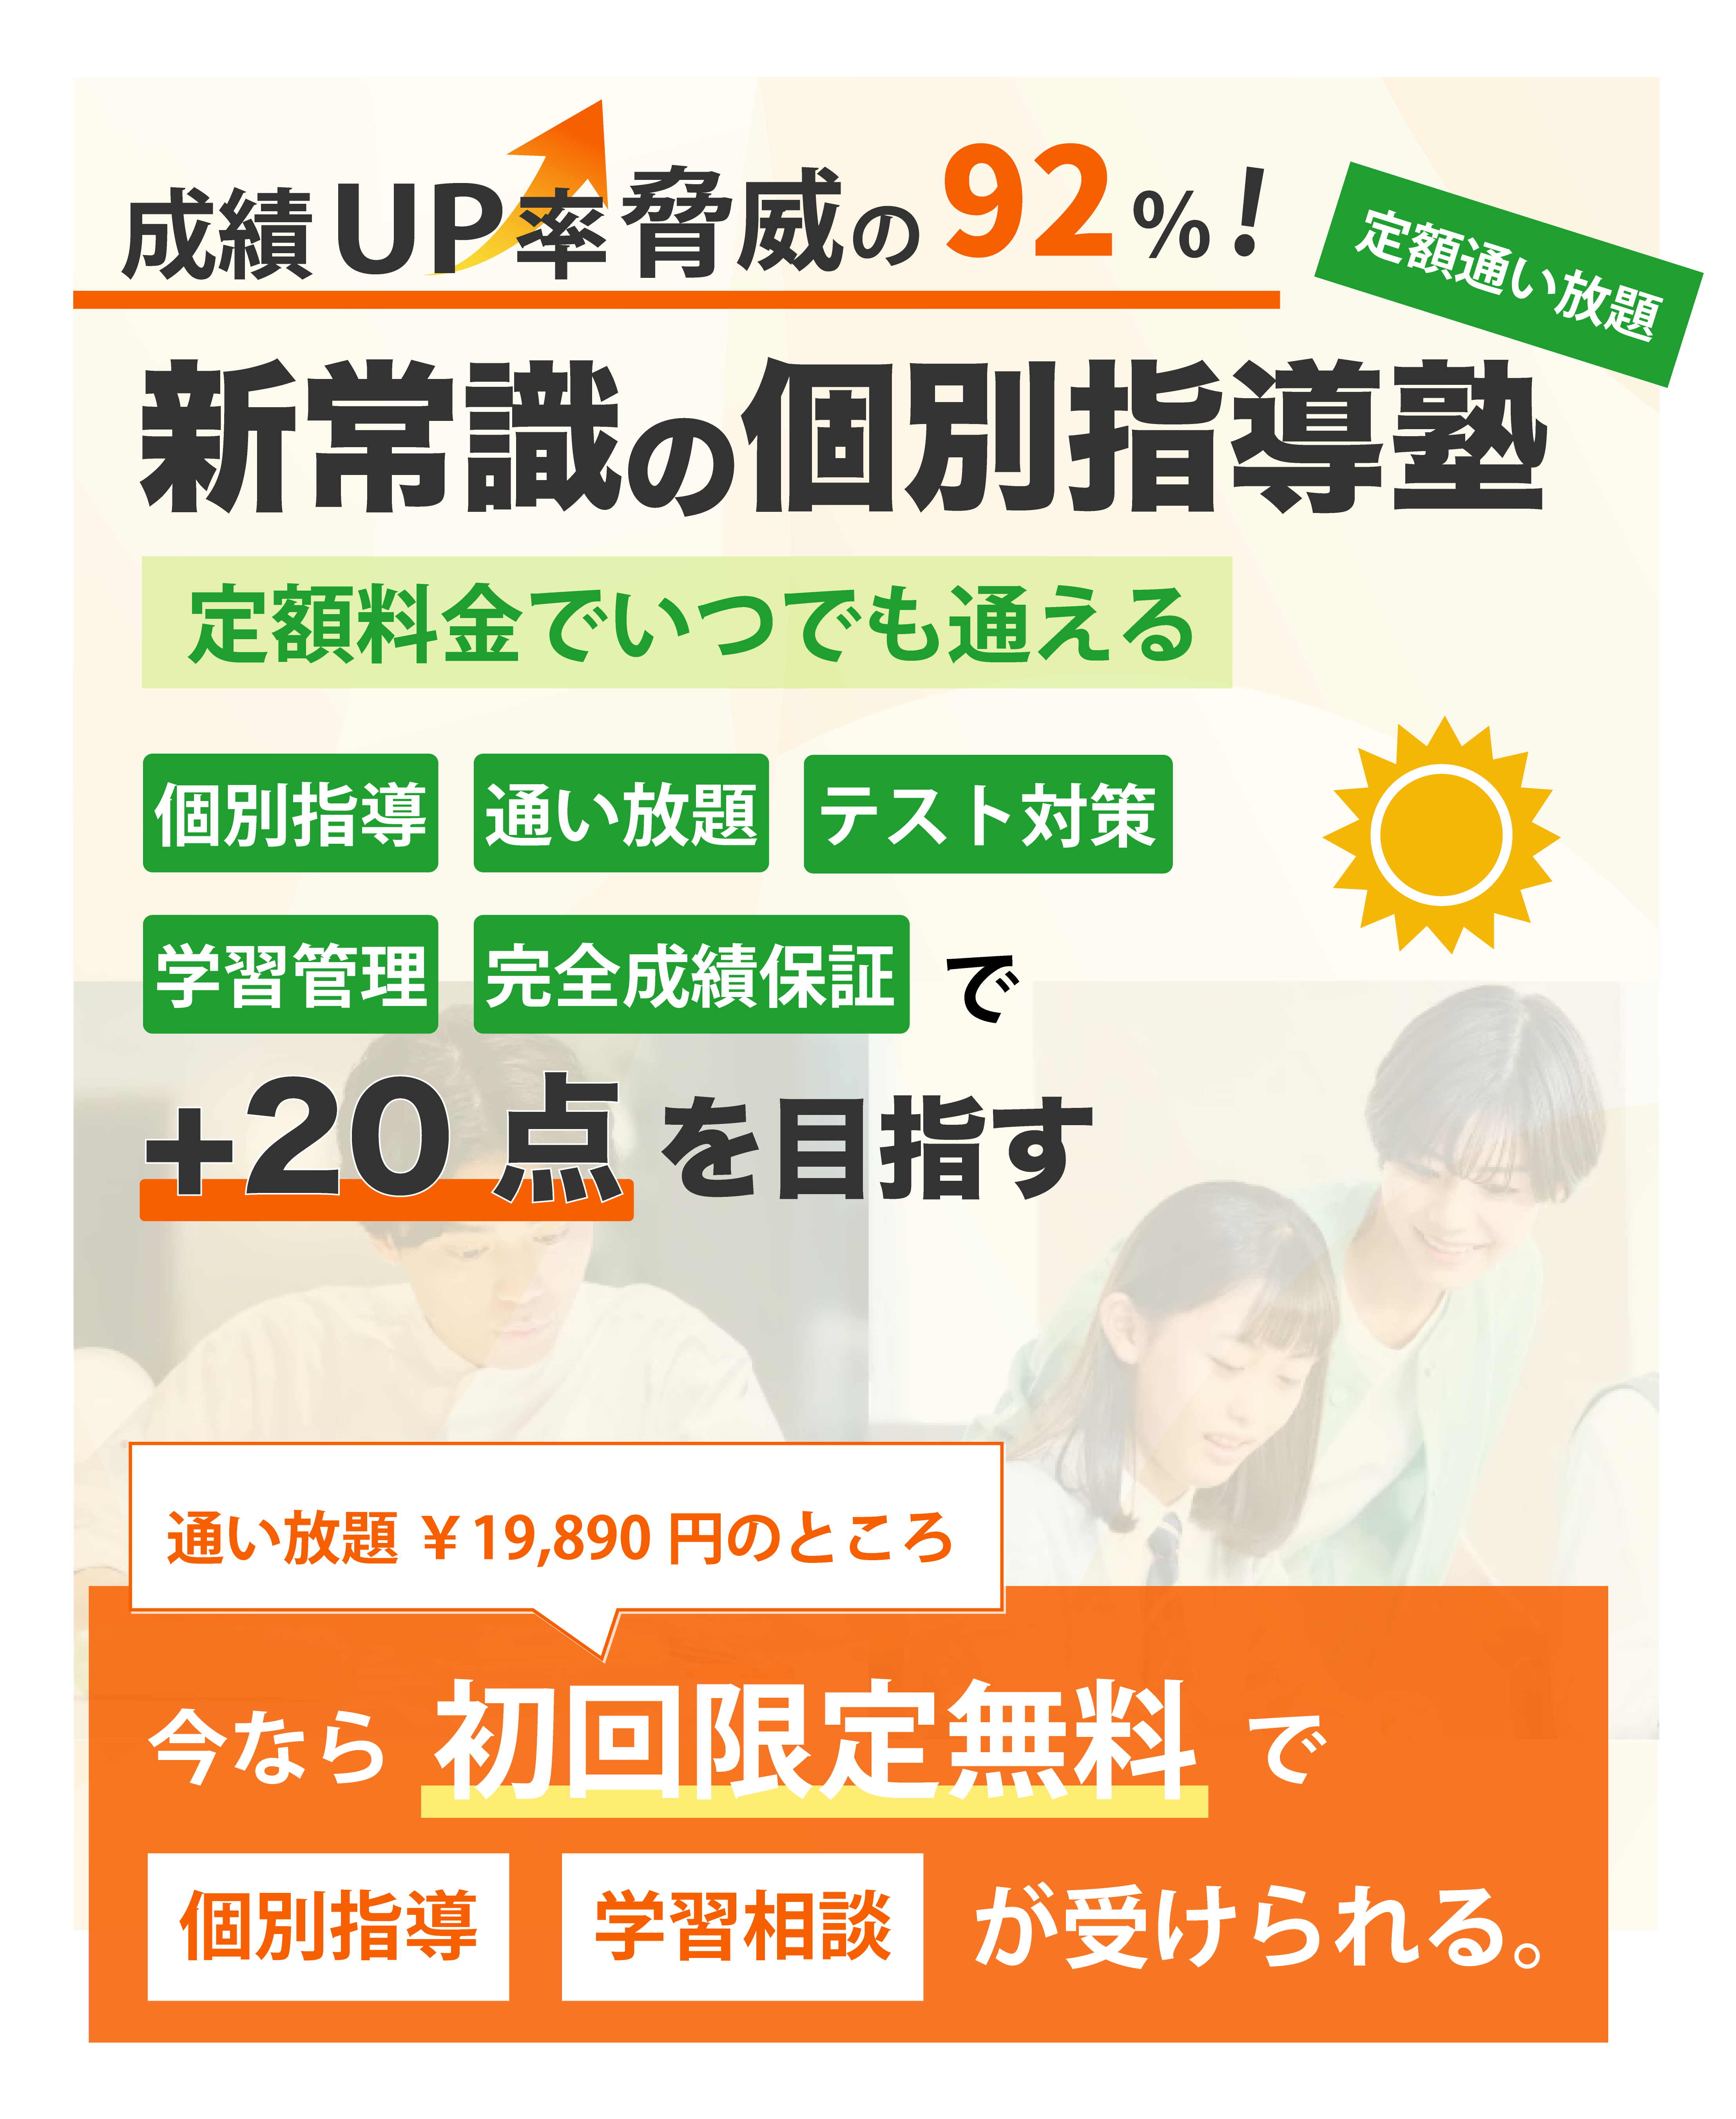 成績UP率脅威の92%!
定額通い放題
新常識の個別指導塾
定額料金でいつでも通える
個別指導 通い放題 テスト対策
学習管理 完全成績保証 で
+20点を目指す
通い放題 ¥19,890円のところ
今なら 初回限定無料 で
個別指導 学習相談 が受けられる。